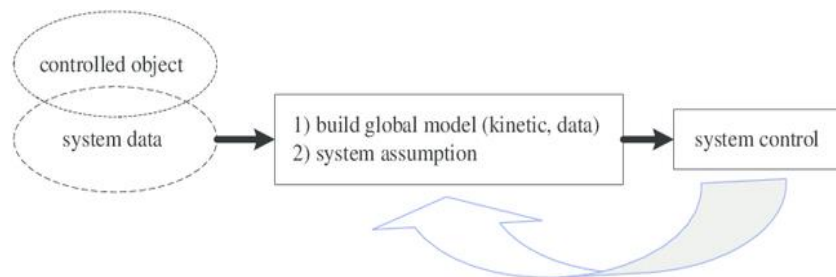 controlled object
system data
1) build global model (kinetic, data)
2) system assumption
system control